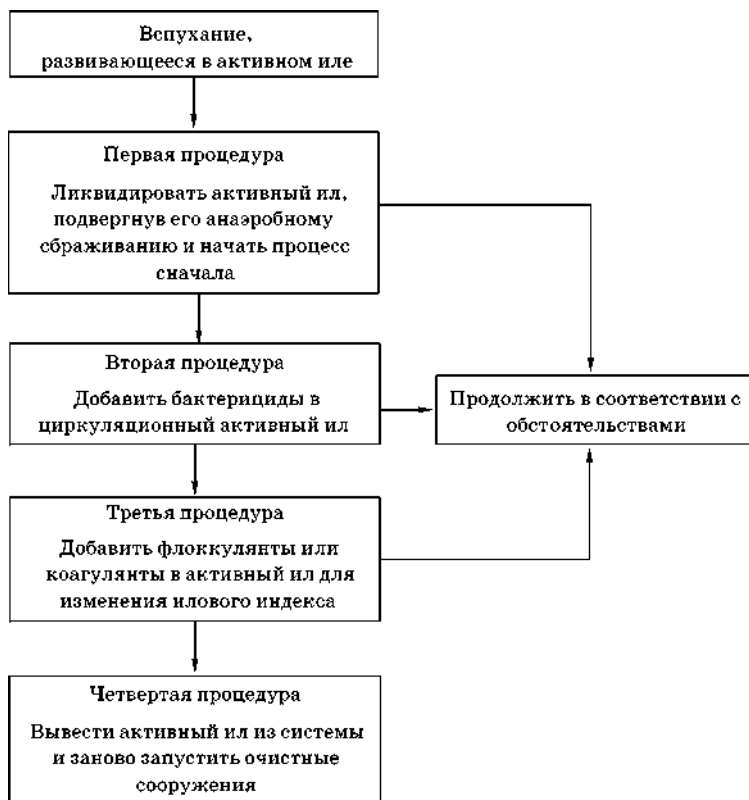 Вспухание,
развивающееся в активном иле
Первая процедура
Ликвидировать активный ил,
подвергнув его анаэробному
сбраживанию и начать процесс
сначала
Вторая процедура
Добавить бактерициды в
циркуляционный активный ил
Продолжить в соответствии с
обстоятельствами
Третья процедура
Добавить флоккулянты или
коагулянты в активный ил для
изменения илового индекса
Четвертая процедура
Вывести активный ил из системы
и заново запустить очистные
сооружения